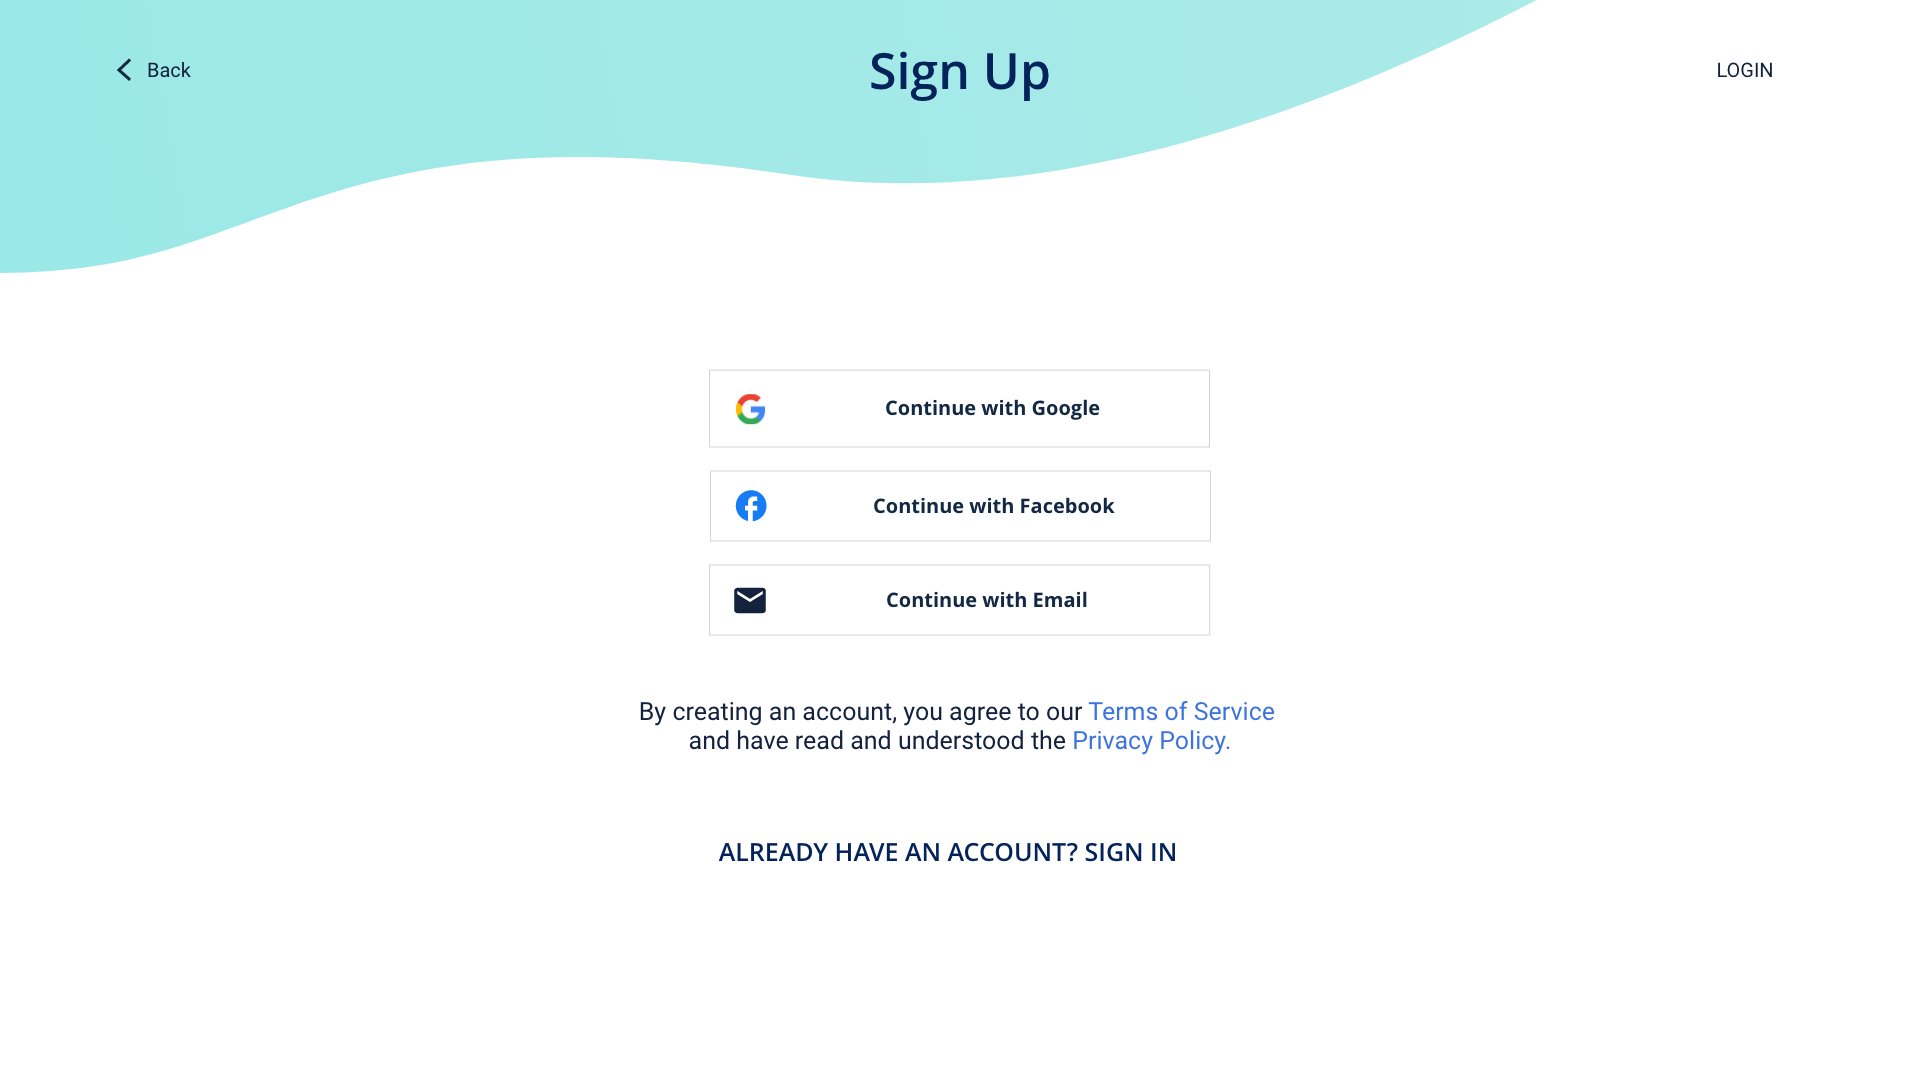 Back
Sign Up
LOGIN
Continue with Google
Continue with Facebook
Continue with Email
By creating an account, you agree to our Terms of Service
and have read and understood the Privacy Policy.
ALREADY HAVE AN ACCOUNT? SIGN IN